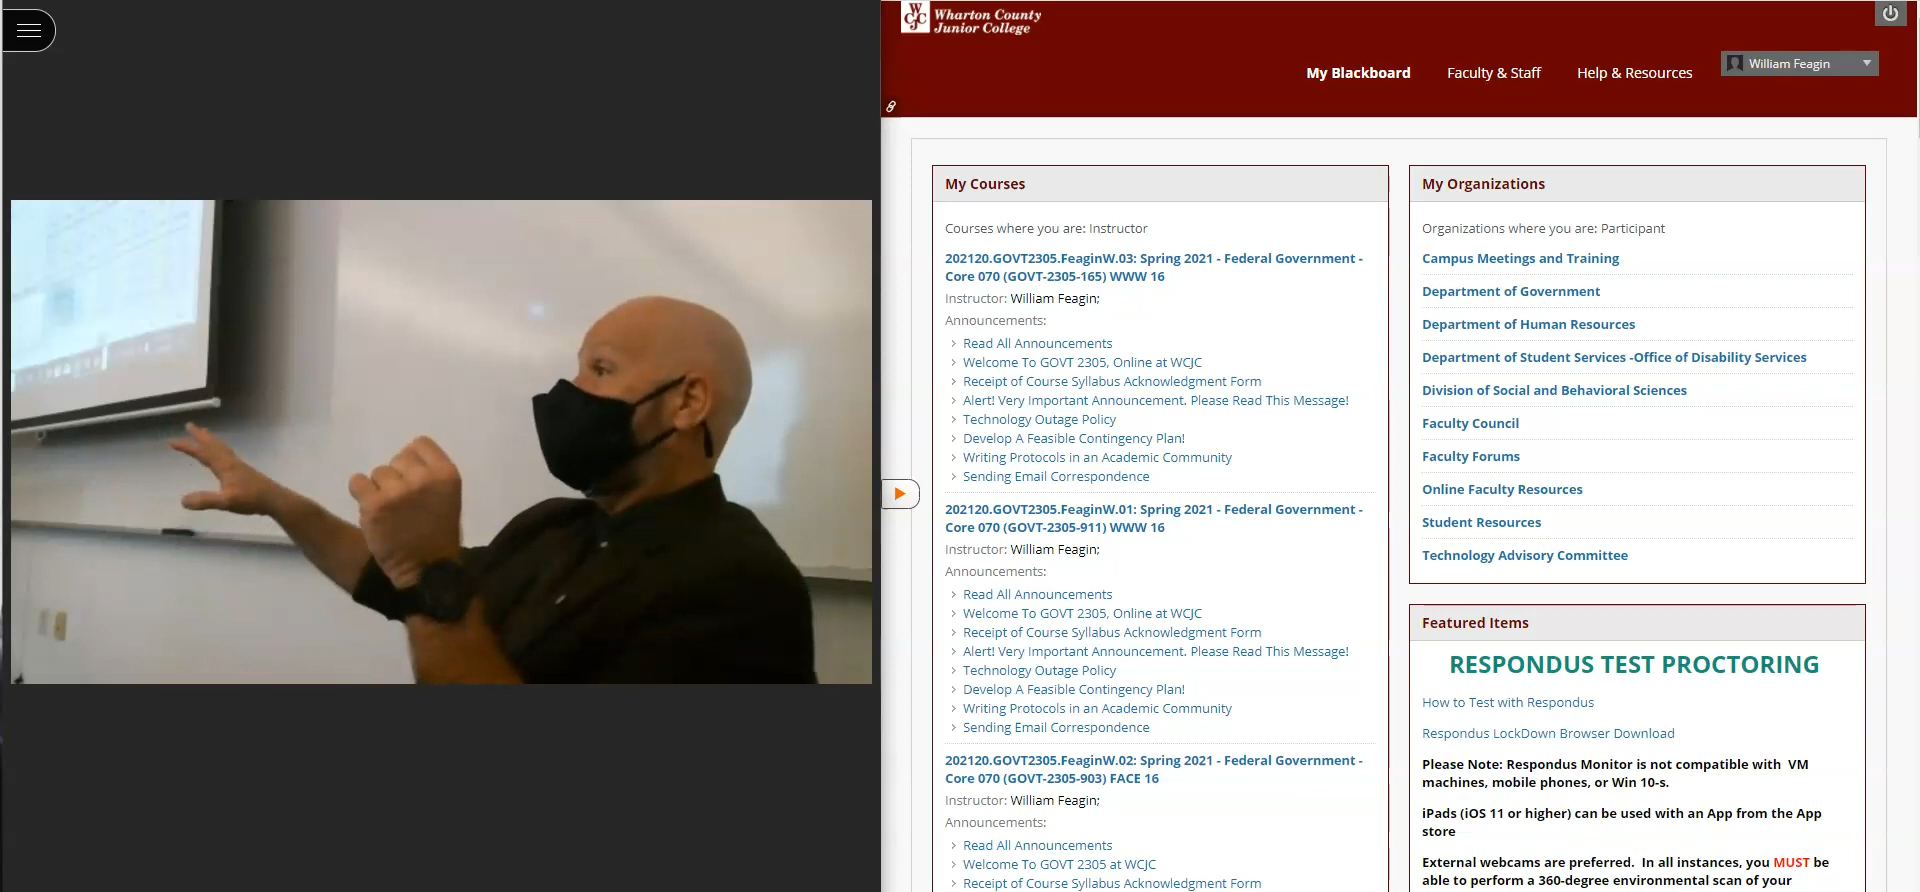 WCJC
Wharton County
Junior College
My Blackboard
Faculty & Staff
Help & Resources
William Feagin
My Courses
Courses where you are: Instructor
202120.GOVT2305.FeaginW.03: Spring 2021 - Federal Government -
Core 070 (GOVT-2305-165) WWW 16
Instructor: William Feagin;
Announcements:
Read All Announcements
Welcome To GOVT 2305, Online at WCJC
Receipt of Course Syllabus Acknowledgment Form
Alert! Very Important Announcement. Please Read This Message!
Technology Outage Policy
Develop A Feasible Contingency Plan!
Writing Protocols in an Academic Community
Sending Email Correspondence
202120.GOVT2305.FeaginW.01: Spring 2021 - Federal Government -
Core 070 (GOVT-2305-911) WWW 16
Instructor: William Feagin;
Announcements:
Read All Announcements
Welcome To GOVT 2305, Online at WCJC
Receipt of Course Syllabus Acknowledgment Form
Alert! Very Important Announcement. Please Read This Message!
Technology Outage Policy
Develop A Feasible Contingency Plan!
Writing Protocols in an Academic Community
Sending Email Correspondence
202120.GOVT2305.FeaginW.02: Spring 2021 - Federal Government -
Core 070 (GOVT-2305-903) FACE 16
Instructor: William Feagin;
Announcements:
Read All Announcements
Welcome To GOVT 2305 at WCJC
Receipt of Course Syllabus Acknowledgment Form
My Organizations
Organizations where you are: Participant
Campus Meetings and Training
Department of Government
Department of Human Resources
Department of Student Services -Office of Disability Services
Division of Social and Behavioral Sciences
Faculty Council
Faculty Forums
Online Faculty Resources
Student Resources
Technology Advisory Committee
Featured Items
RESPONDUS TEST PROCTORING
How to Test with Respondus
Respondus LockDown Browser Download
Please Note: Respondus Monitor is not compatible with VM
machines, mobile phones, or Win 10-s.
iPads (iOS 11 or higher) can be used with an App from the App
store
External webcams are preferred. In all instances, you MUST be
able to perform a 360-degree environmental scan of your